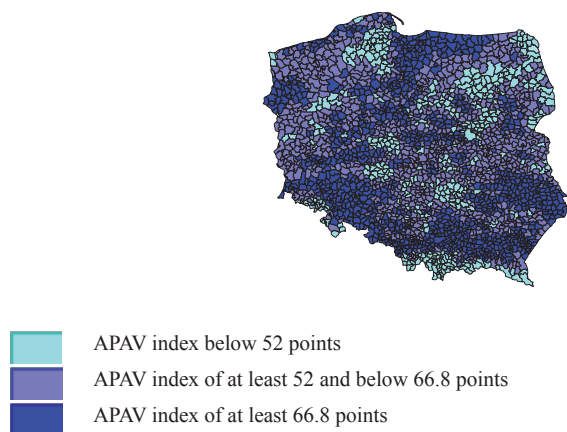 APAV index below 52 points
APAV index of at least 52 and below 66.8 points
APAV index of at least 66.8 points